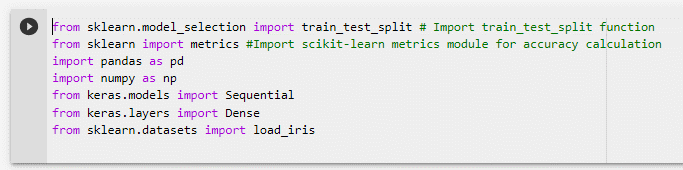 from sklearn.model_selection import train_test_split # Import train_test_split function
from sklearn import metrics #Import scikit-learn metrics module for accuracy calculation
import pandas as pd
import numpy as np
from keras.models import Sequential
from keras.layers import Dense
from sklearn.datasets import load_iris